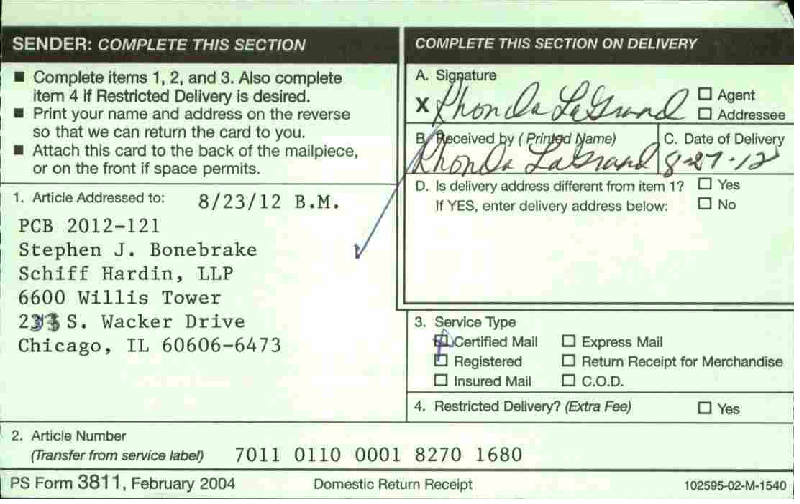 SENDER: COMPLETE THIS SECTION
■ Complete items 1, 2, and 3. Also complete
item 4 if Restricted Delivery is desired.
■ Print your name and address on the reverse
so that we can return the card to you.
■ Attach this card to the back of the mailpiece,
or on the front if space permits.
1. Article Addressed to: 8/23/12 B.M.
PCB 2012-121
Stephen J. Bonebrake
Schiff Hardin, LLP
6600 Willis Tower
233 S. Wacker Drive
Chicago, IL 60606-6473
2. Article Number
(Transfer from service label) 7011 0110 0001 8270 1680
COMPLETE THIS SECTION ON DELIVERY
A. Signature
X Rhonda LaGrand
☐ Agent
☐ Addressee
B. Received by (Printed Name)
Rhonda LaGrand
C. Date of Delivery
8-27-12
D. Is delivery address different from item 1? ☐ Yes
If YES, enter delivery address below: ☐ No
3. Service Type
☐ Certified Mail ☐ Express Mail
☐ Registered ☐ Return Receipt for Merchandise
☐ Insured Mail ☐ C.O.D.
4. Restricted Delivery? (Extra Fee) ☐ Yes
PS Form 3811, February 2004 Domestic Return Receipt 102595-02-M-1540